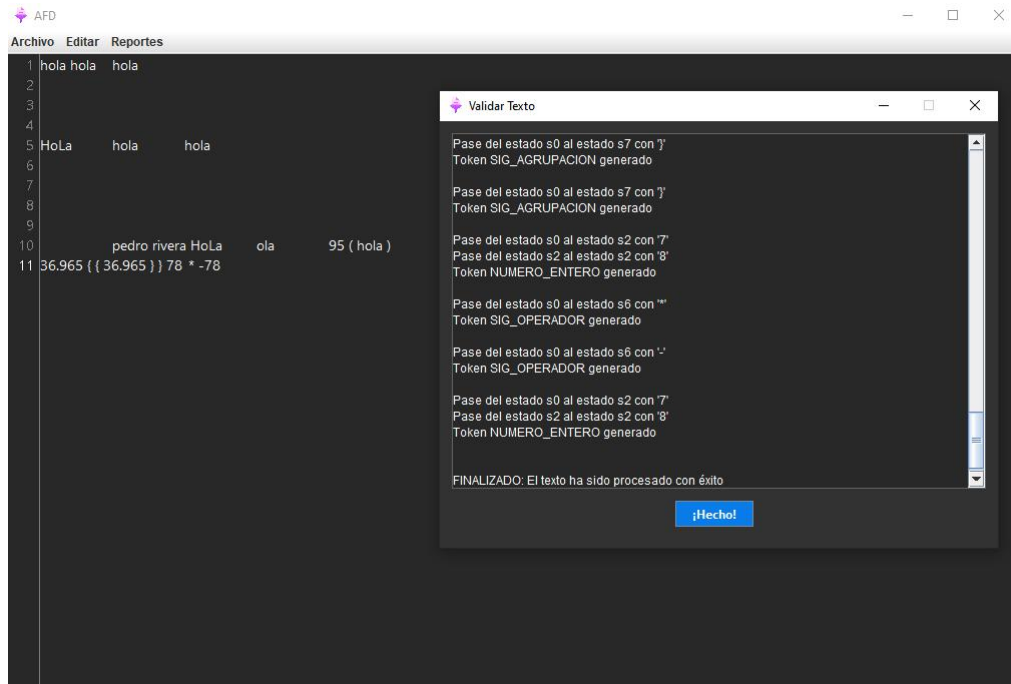 AFD
Archivo Editar Reportes
1 hola hola hola
2
3
4
5 HoLa hola hola
6
7
8
9
10 pedro rivera HoLa ola 95 ( hola )
11 36.965 { { 36.965 } } 78 * -78
Validar Texto
Pase del estado s0 al estado s7 con '}'
Token SIG_AGRUPACION generado
Pase del estado s0 al estado s7 con '}'
Token SIG_AGRUPACION generado
Pase del estado s0 al estado s2 con '7'
Pase del estado s2 al estado s2 con '8'
Token NUMERO_ENTERO generado
Pase del estado s0 al estado s6 con '*'
Token SIG_OPERADOR generado
Pase del estado s0 al estado s6 con '-'
Token SIG_OPERADOR generado
Pase del estado s0 al estado s2 con '7'
Pase del estado s2 al estado s2 con '8'
Token NUMERO_ENTERO generado
FINALIZADO: El texto ha sido procesado con éxito
¡Hecho!